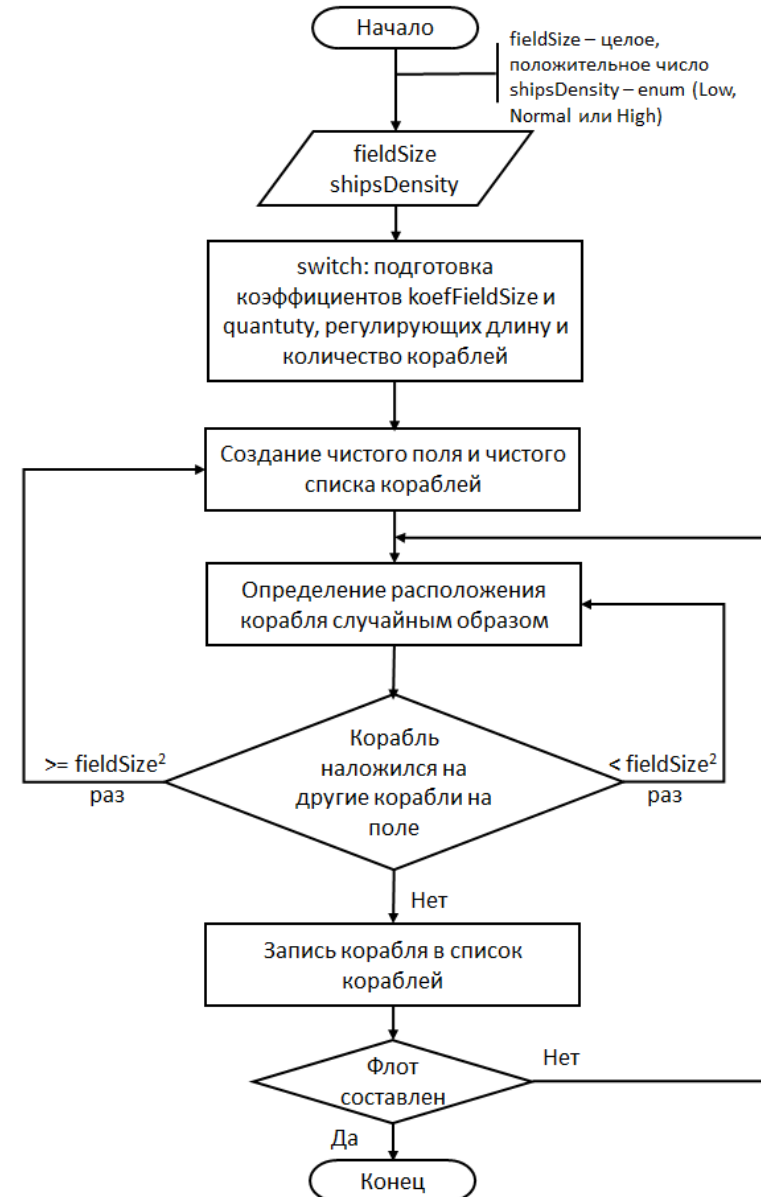 Начало
fieldSize – целое,
положительное число
shipsDensity – enum (Low,
Normal или High)
fieldSize
shipsDensity
switch: подготовка
коэффициентов koefFieldSize и
quantuty, регулирующих длину и
количество кораблей
Создание чистого поля и чистого
списка кораблей
Определение расположения
корабля случайным образом
>= fieldSize²
раз
Корабль
наложился на
другие корабли на
поле
< fieldSize²
раз
Нет
Запись корабля в список
кораблей
Флот
составлен
Нет
Да
Конец